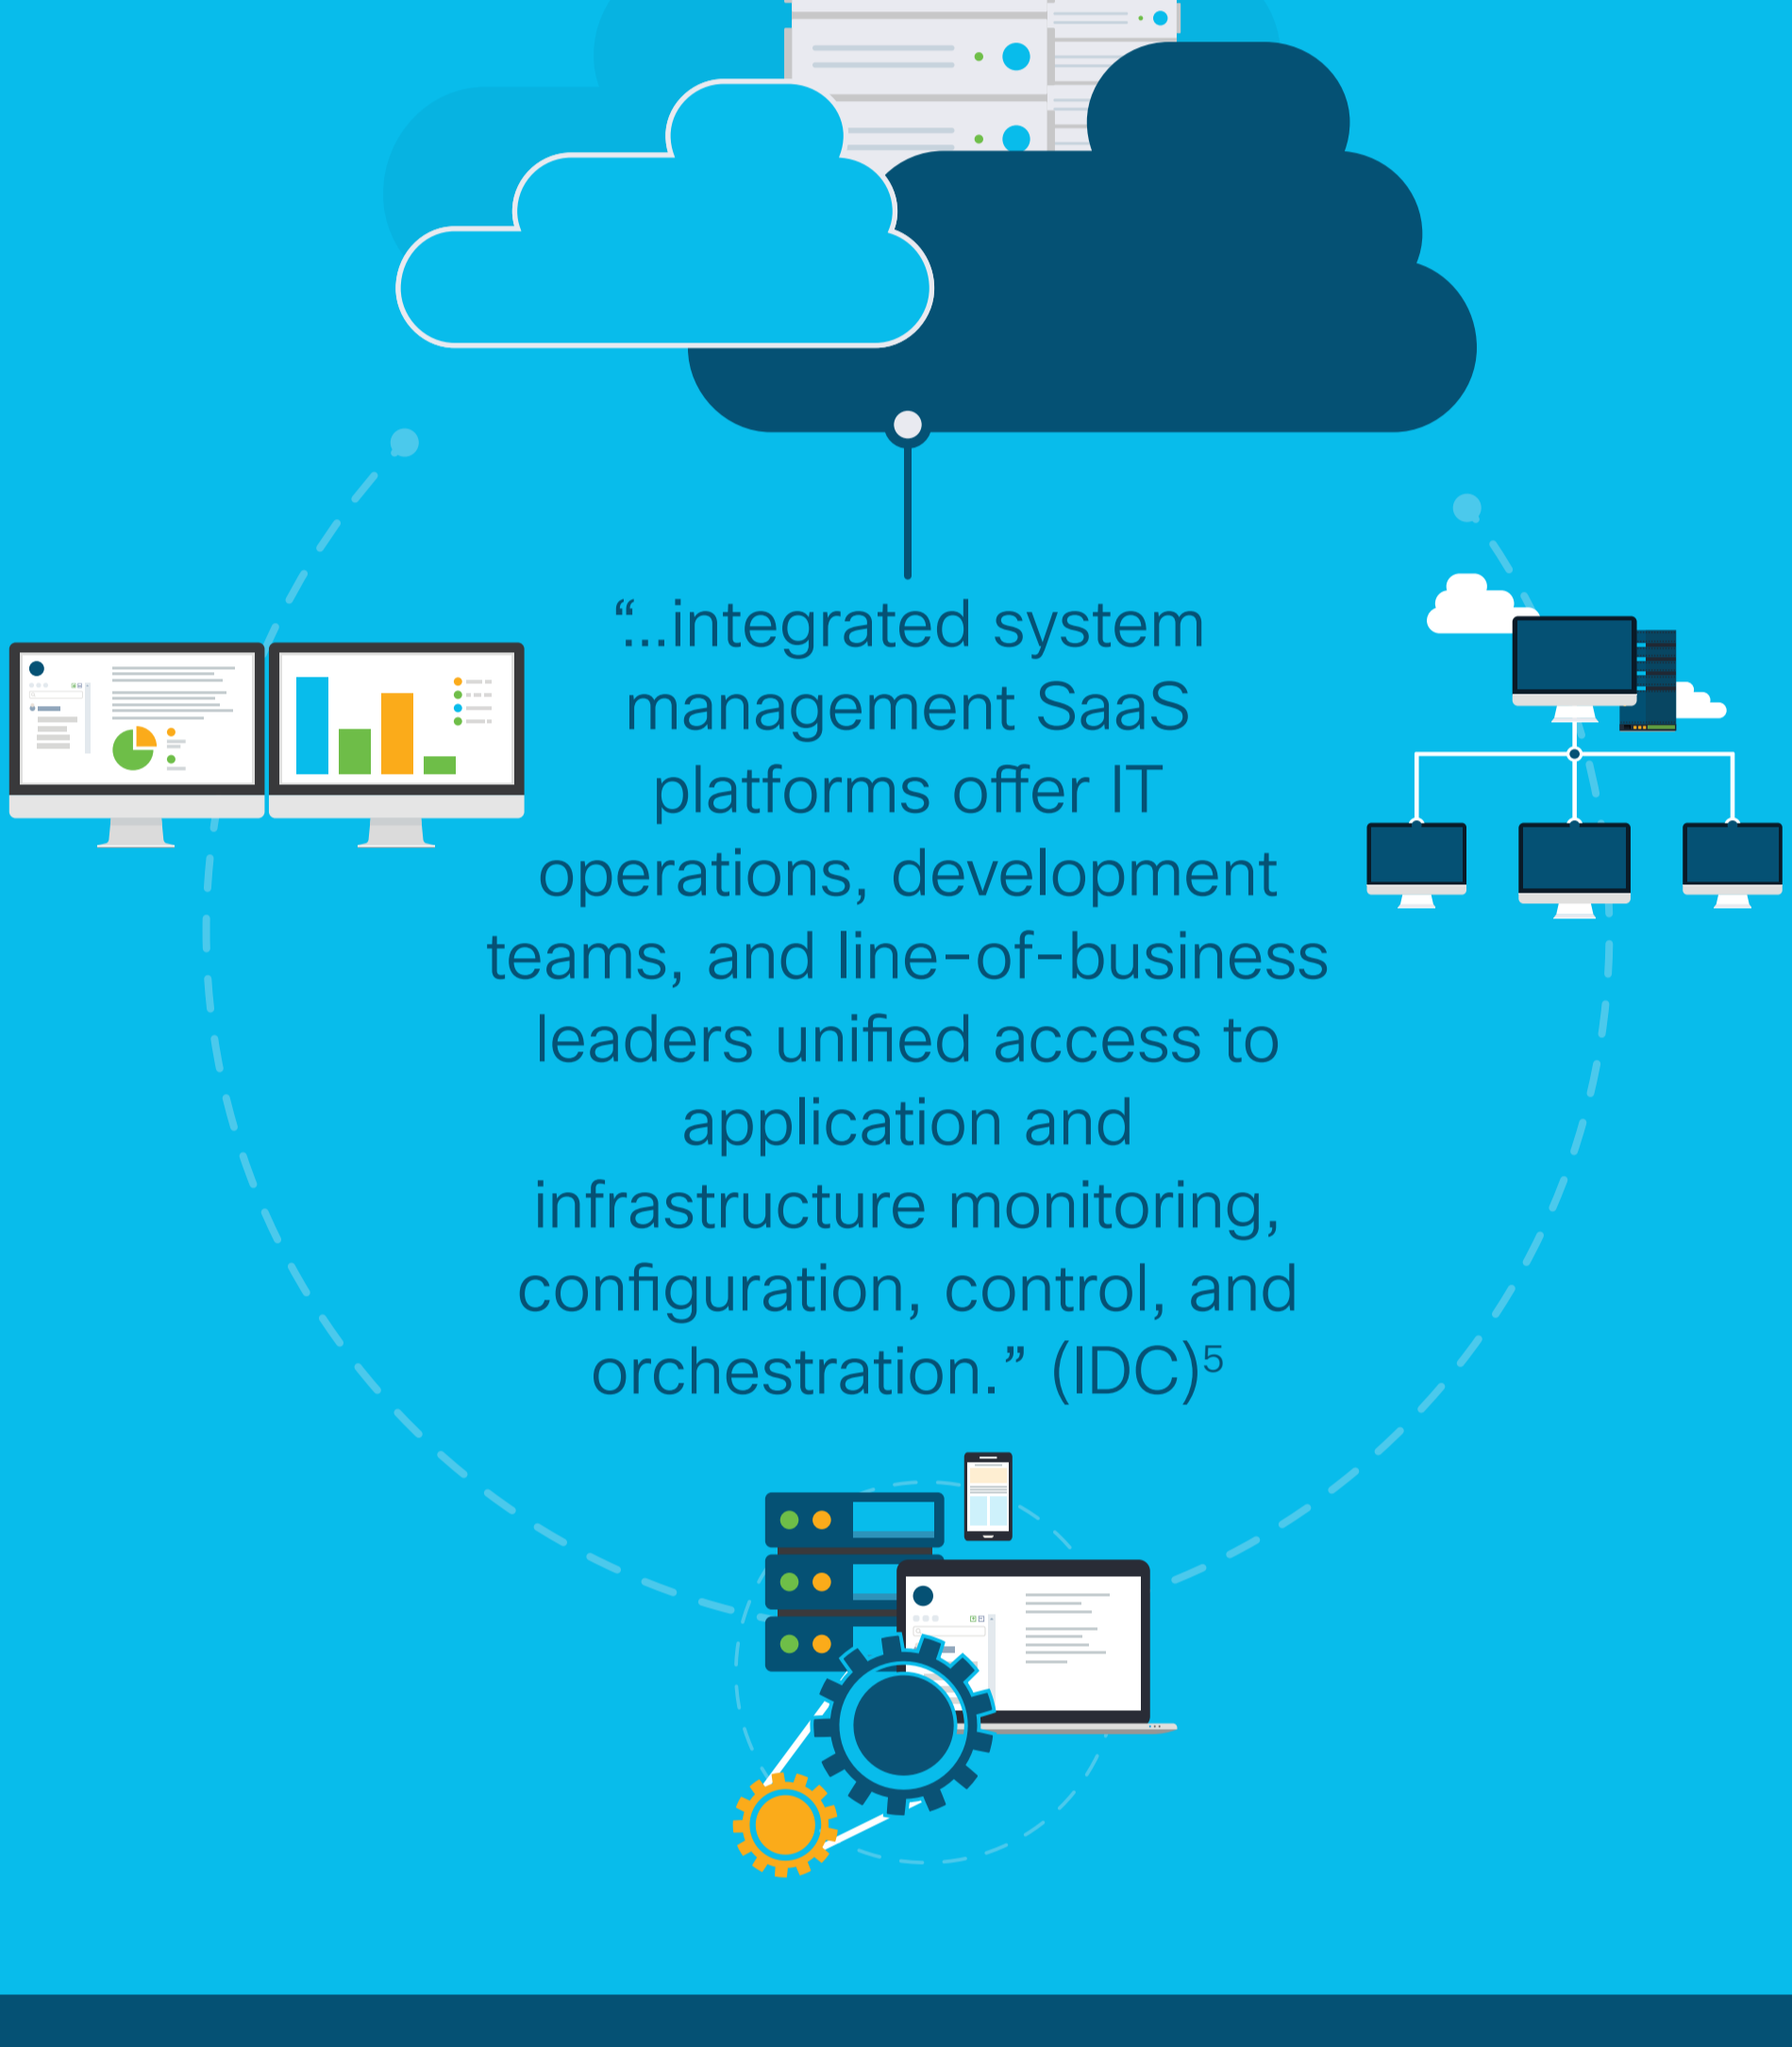 “...integrated system
management SaaS
platforms offer IT
operations, development
teams, and line-of-business
leaders unified access to
application and
infrastructure monitoring,
configuration, control, and
orchestration.” (IDC)⁵